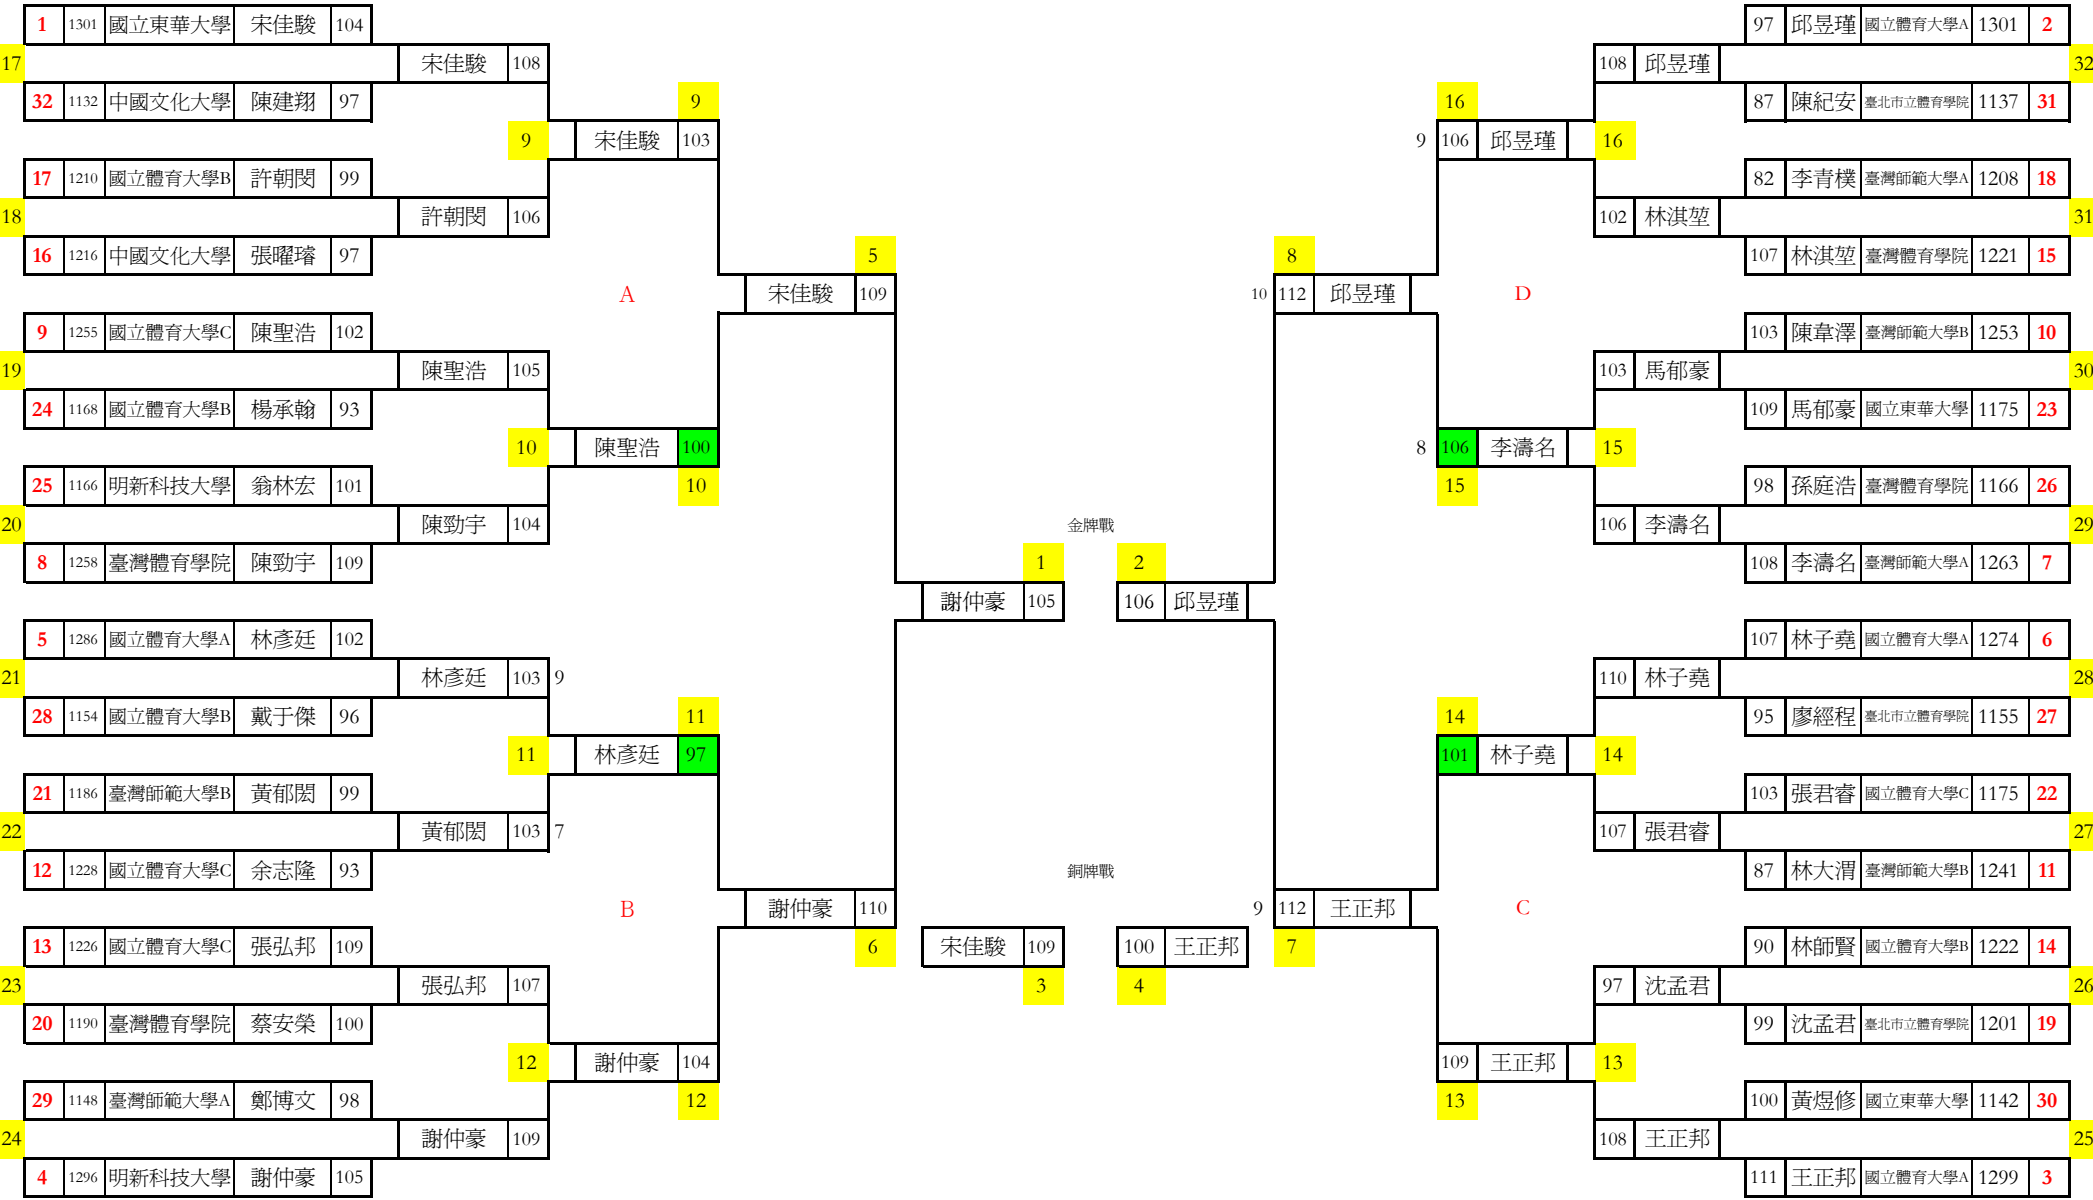 1 1301 國立東華大學 宋佳駿 104 97 邱昱瑾 國立體育大學A 1301 2
17 宋佳駿 108 108 邱昱瑾 32
32 1132 中國文化大學 陳建翔 97 9 16 87 陳紀安 臺北市立體育學院 1137 31
9 宋佳駿 103 9 106 邱昱瑾 16
17 1210 國立體育大學B 許朝閔 99 82 李青樸 臺灣師範大學A 1208 18
18 許朝閔 106 102 林淇堃 31
16 1216 中國文化大學 張曜璿 97 5 8 107 林淇堃 臺灣體育學院 1221 15
A 宋佳駿 109 10 112 邱昱瑾 D
9 1255 國立體育大學C 陳聖浩 102 103 陳韋澤 臺灣師範大學B 1253 10
19 陳聖浩 105 103 馬郁豪 30
24 1168 國立體育大學B 楊承翰 93 109 馬郁豪 國立東華大學 1175 23
10 陳聖浩 100 8 106 李濤名 15
25 1166 明新科技大學 翁林宏 101 10 15 98 孫庭浩 臺灣體育學院 1166 26
20 陳勁宇 104 金牌戰 106 李濤名 29
8 1258 臺灣體育學院 陳勁宇 109 1 2 108 李濤名 臺灣師範大學A 1263 7
謝仲豪 105 106 邱昱瑾
5 1286 國立體育大學A 林彥廷 102 107 林子堯 國立體育大學A 1274 6
21 林彥廷 103 9 110 林子堯 28
28 1154 國立體育大學B 戴于傑 96 11 14 95 廖經程 臺北市立體育學院 1155 27
11 林彥廷 97 101 林子堯 14
21 1186 臺灣師範大學B 黃郁閎 99 103 張君睿 國立體育大學C 1175 22
22 黃郁閎 103 7 107 張君睿 27
12 1228 國立體育大學C 余志隆 93 銅牌戰 87 林大渭 臺灣師範大學B 1241 11
B 謝仲豪 110 9 112 王正邦 C
13 1226 國立體育大學C 張弘邦 109 6 宋佳駿 109 100 王正邦 7 90 林師賢 國立體育大學B 1222 14
23 張弘邦 107 3 4 97 沈孟君 26
20 1190 臺灣體育學院 蔡安榮 100 99 沈孟君 臺北市立體育學院 1201 19
12 謝仲豪 104 109 王正邦 13
29 1148 臺灣師範大學A 鄭博文 98 12 13 100 黃煜修 國立東華大學 1142 30
24 謝仲豪 109 108 王正邦 25
4 1296 明新科技大學 謝仲豪 105 111 王正邦 國立體育大學A 1299 3